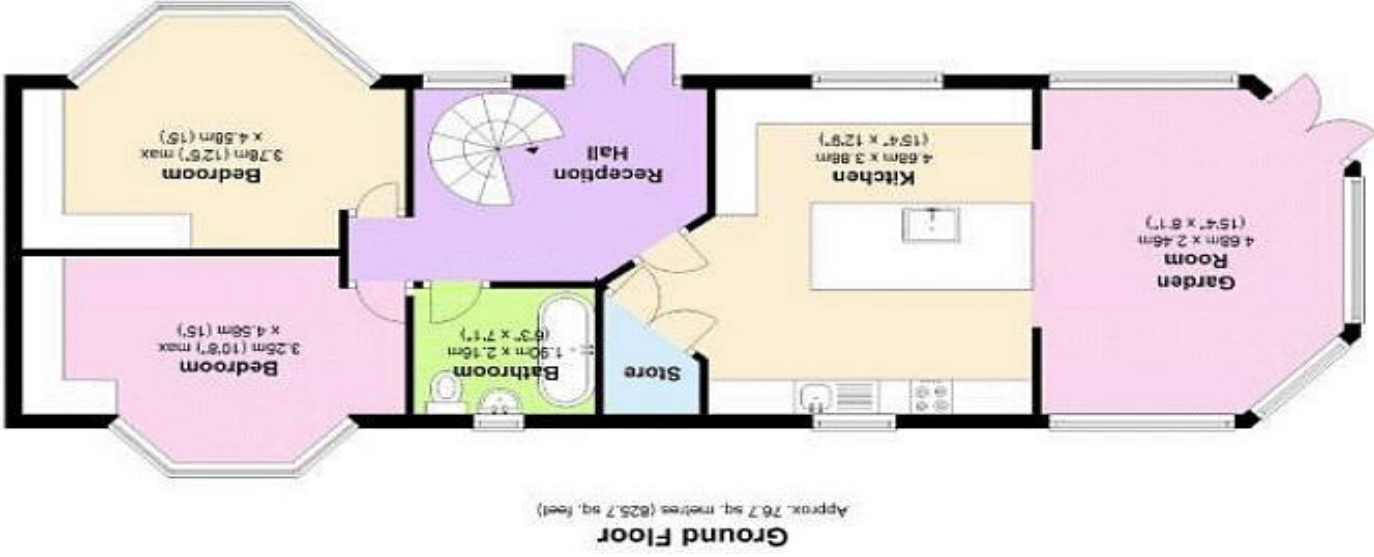 Ground Floor
Approx. 76.7 sq. metres (825.7 sq. feet)
Garden
Room
4.68m x 2.46m
(15'4" x 8'1")
Store
Bathroom
1.90m x 2.16m
(6'3" x 7'1")
Bedroom
3.25m (10'8") max
x 4.58m (15')
Kitchen
4.68m x 3.88m
(15'4" x 12'9")
Reception
Hall
Bedroom
3.78m (12'5") max
x 4.58m (15')